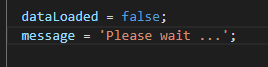 dataLoaded = false;
message = 'Please wait ...';